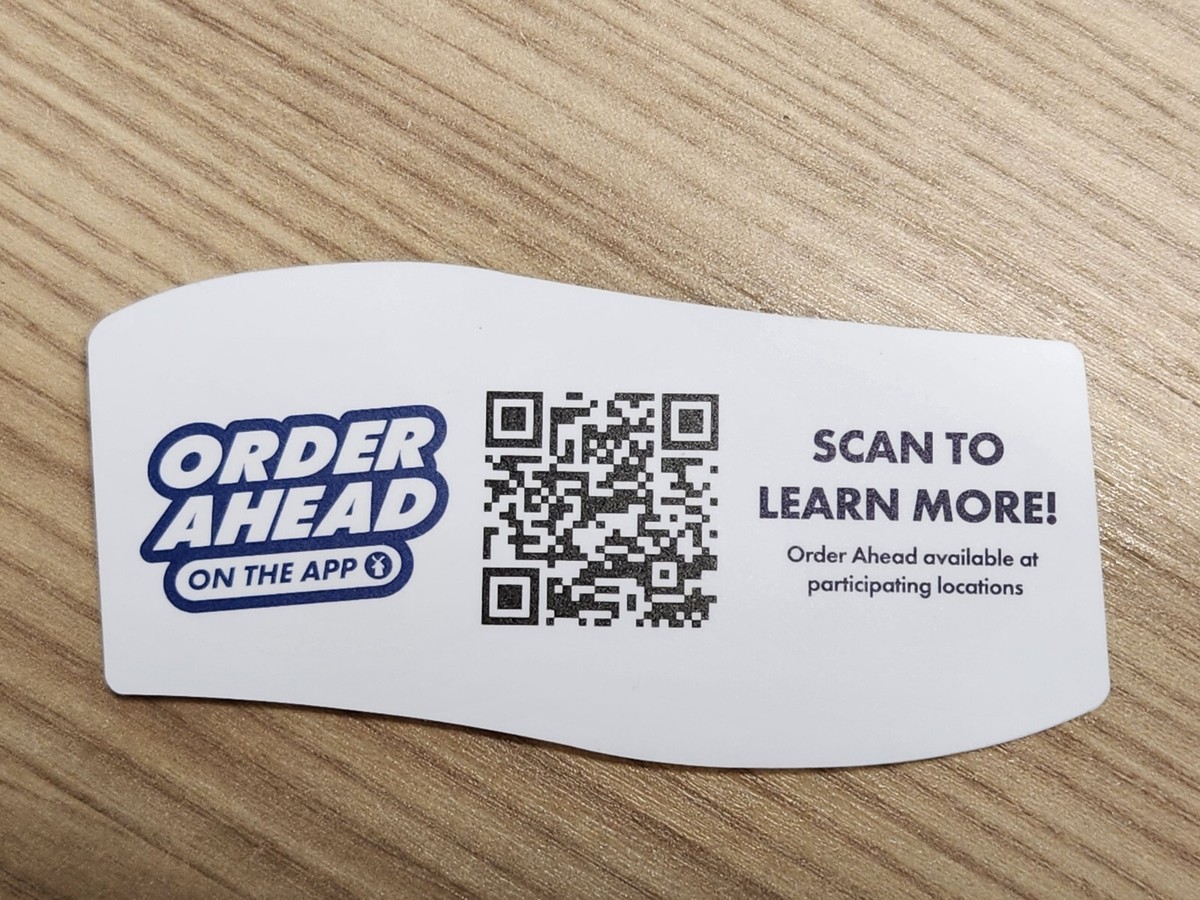 ORDER
AHEAD
ON THE APP
SCAN TO
LEARN MORE!
Order Ahead available at
participating locations